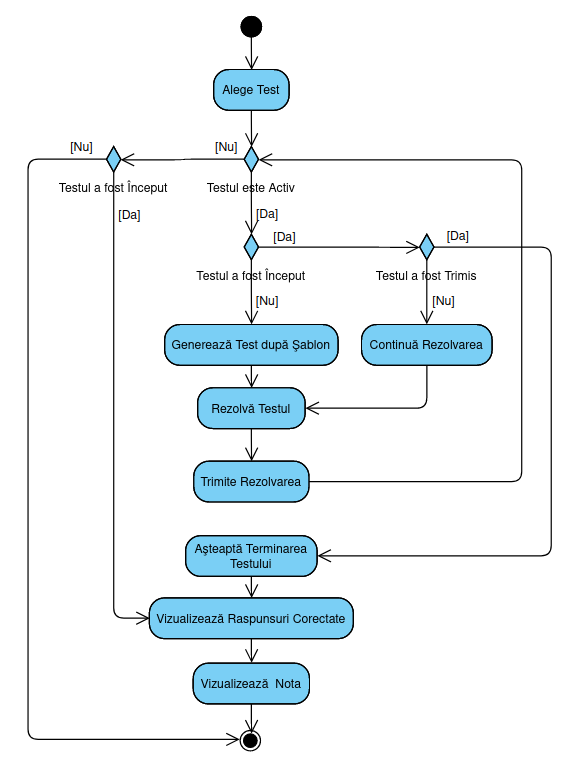 Alege Test
[Nu]
[Nu]
Testul a fost Început
Testul este Activ
[Da]
[Da]
[Da]
[Da]
Testul a fost Început
Testul a fost Trimis
[Nu]
[Nu]
Generează Test după Şablon
Continuă Rezolvarea
Rezolvă Testul
Trimite Rezolvarea
Aşteaptă Terminarea
Testului
Vizualizează Raspunsuri Corectate
Vizualizează Nota